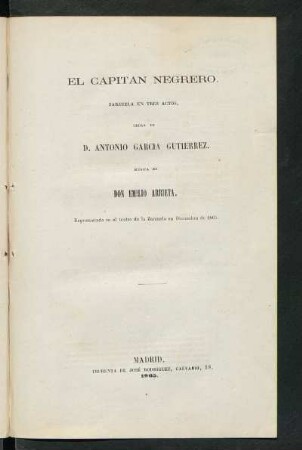 EL CAPITAN NEGRERO.
ZARZUELA EN TRES ACTOS,
LETRA DE
D. ANTONIO GARCIA GUTIERREZ.
MÚSICA DE
DON EMILIO ARRIETA.
Representada en el teatro de la Zarzuela en Diciembre de 1865.
MADRID.
IMPRENTA DE JOSÉ RODRIGUEZ, CALVARIO, 18.
1865.